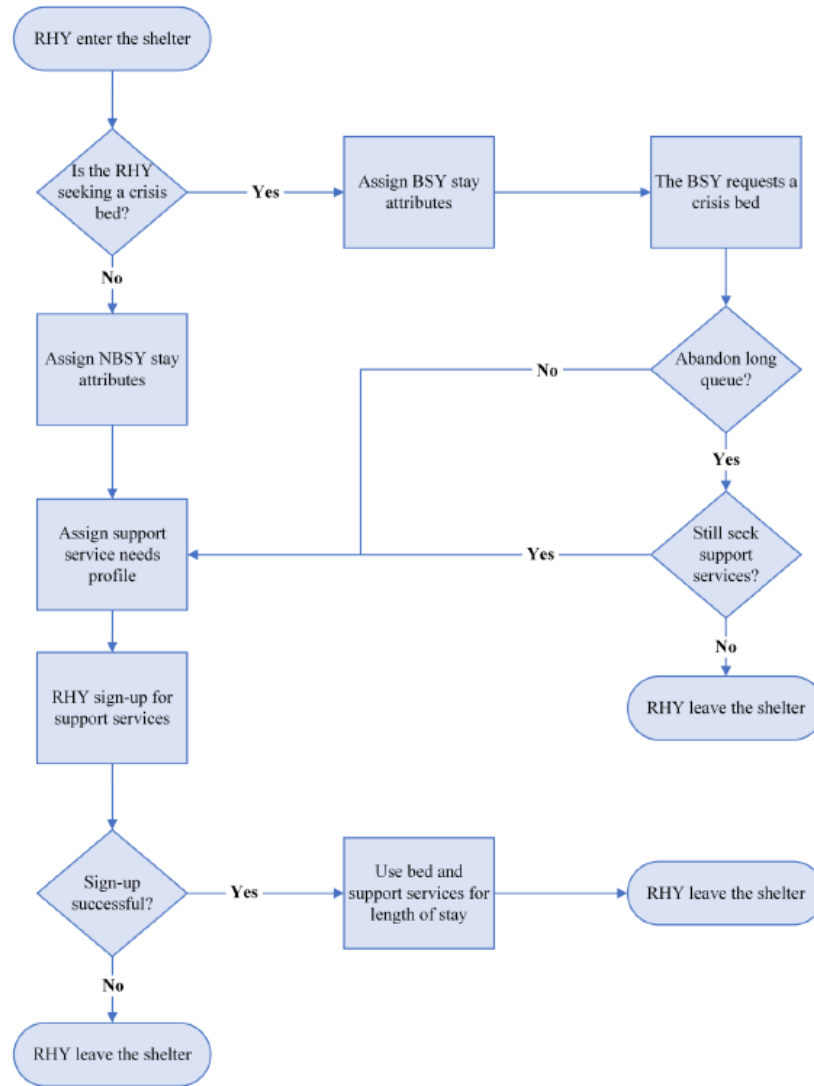 RHY enter the shelter
Is the RHY
seeking a crisis
bed?
Yes
Assign BSY stay
attributes
The BSY requests a
crisis bed
No
Assign NBSY stay
attributes
Abandon long
queue?
No
Yes
Assign support
service needs
profile
Still seek
support
services?
Yes
No
RHY leave the shelter
RHY sign-up for
support services
Sign-up
successful?
Yes
Use bed and
support services for
length of stay
RHY leave the shelter
No
RHY leave the shelter